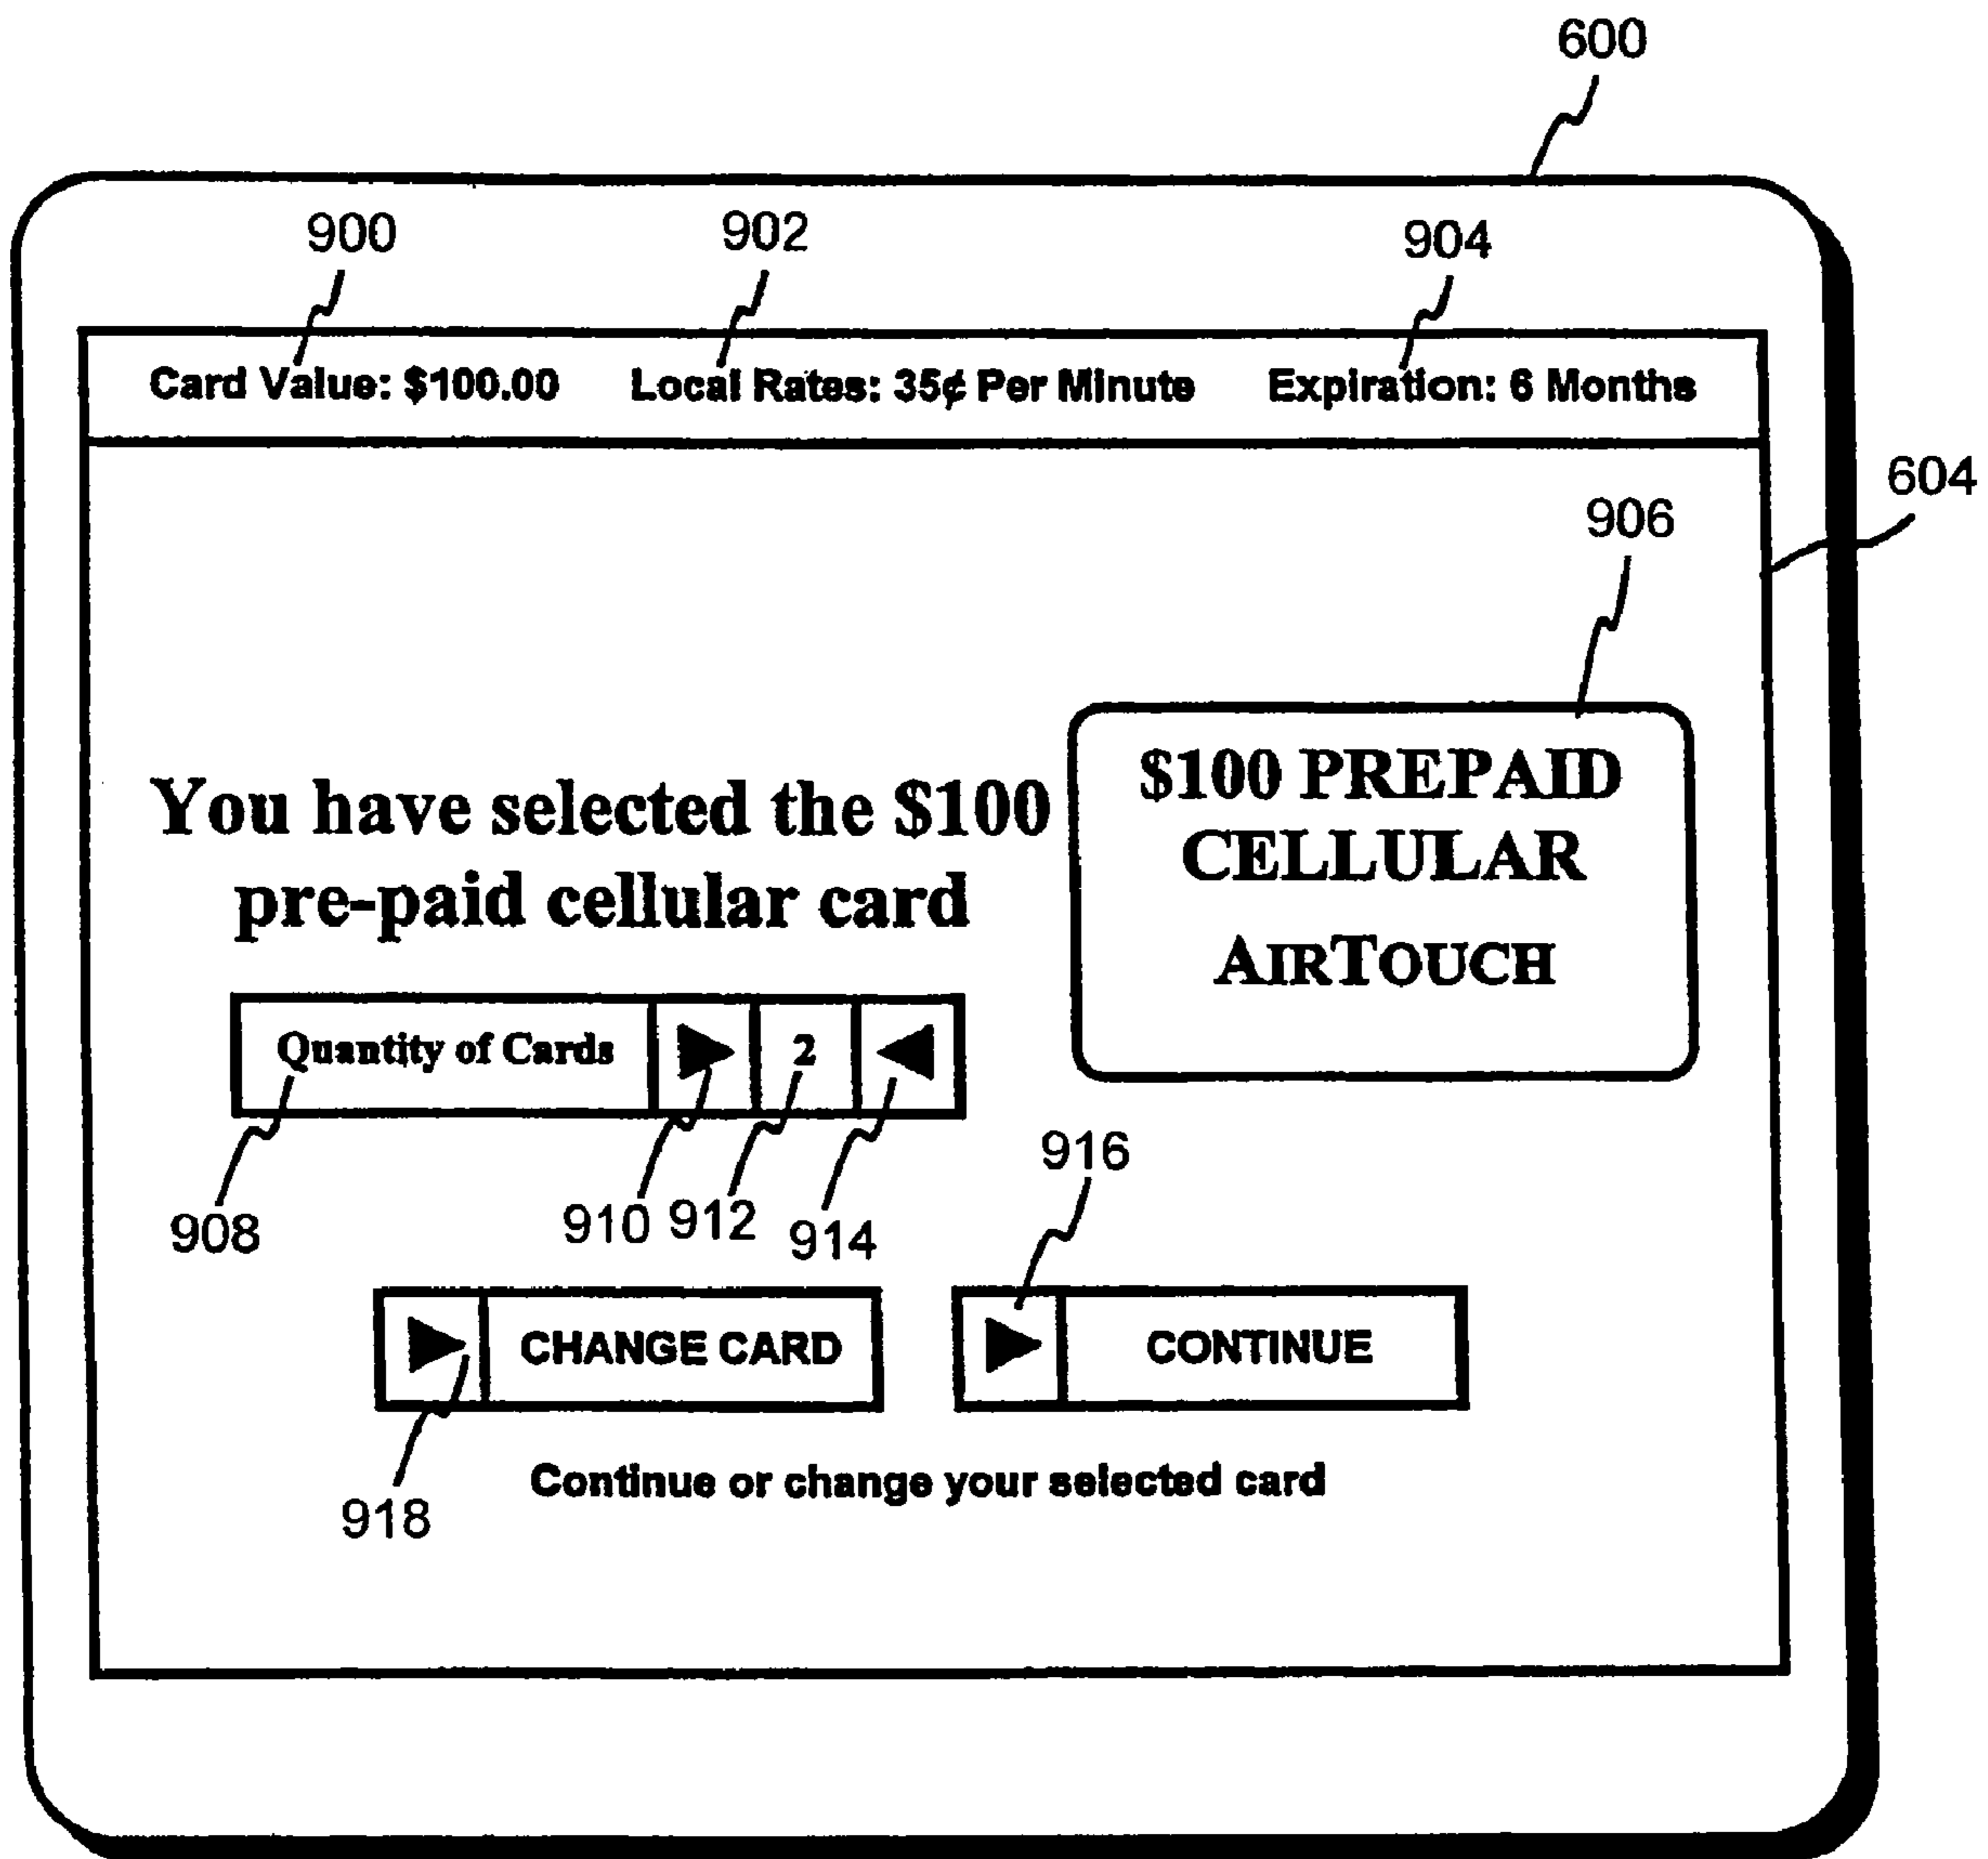 600
900 902 904
Card Value: $100.00 Local Rates: 35¢ Per Minute Expiration: 6 Months
604
906
You have selected the $100
pre-paid cellular card
$100 PREPAID
CELLULAR
AIRTOUCH
Quantity of Cards 2
908 910 912 914
916
CHANGE CARD CONTINUE
918
Continue or change your selected card